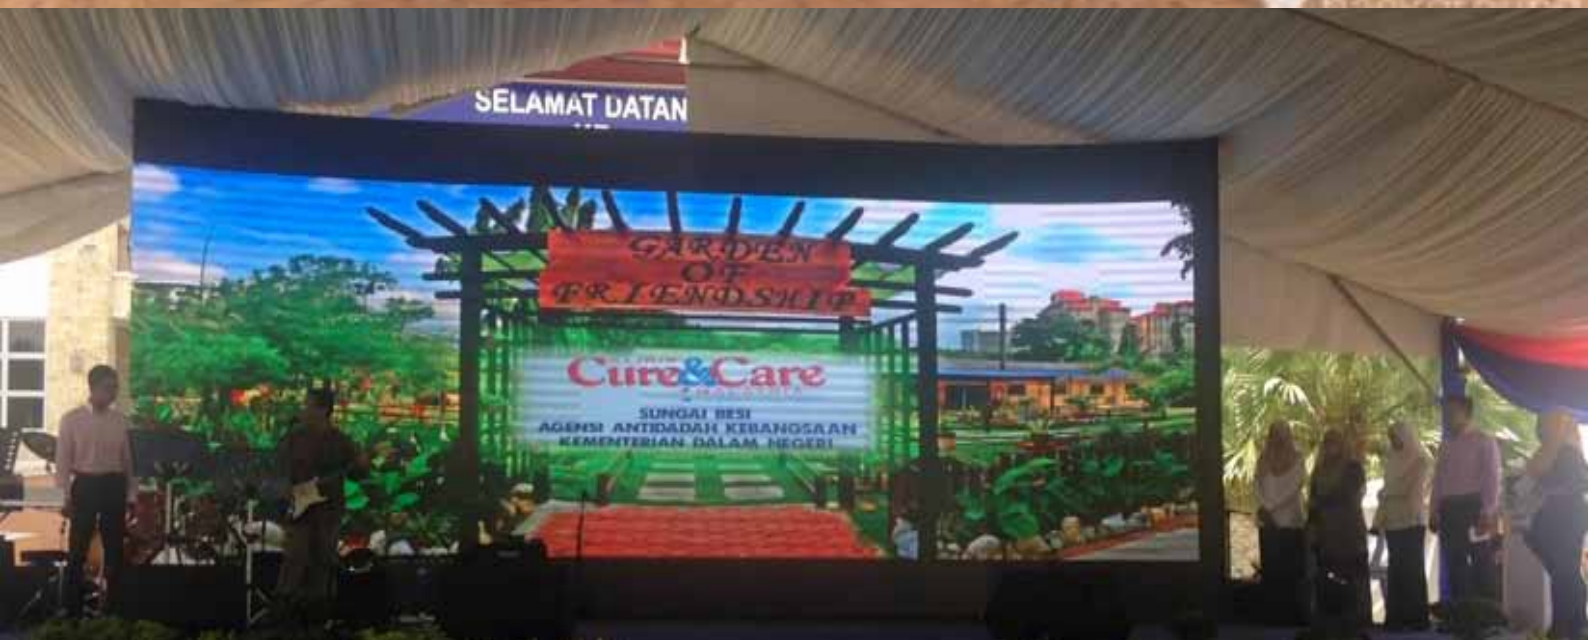 SELAMAT DATAN
GARDEN
OF
FRIENDSHIP
Cure&Care
SUNGAI BESI
AGENSI ANTIDADAH KEBANGSAAN
KEMENTERIAN DALAM NEGERI